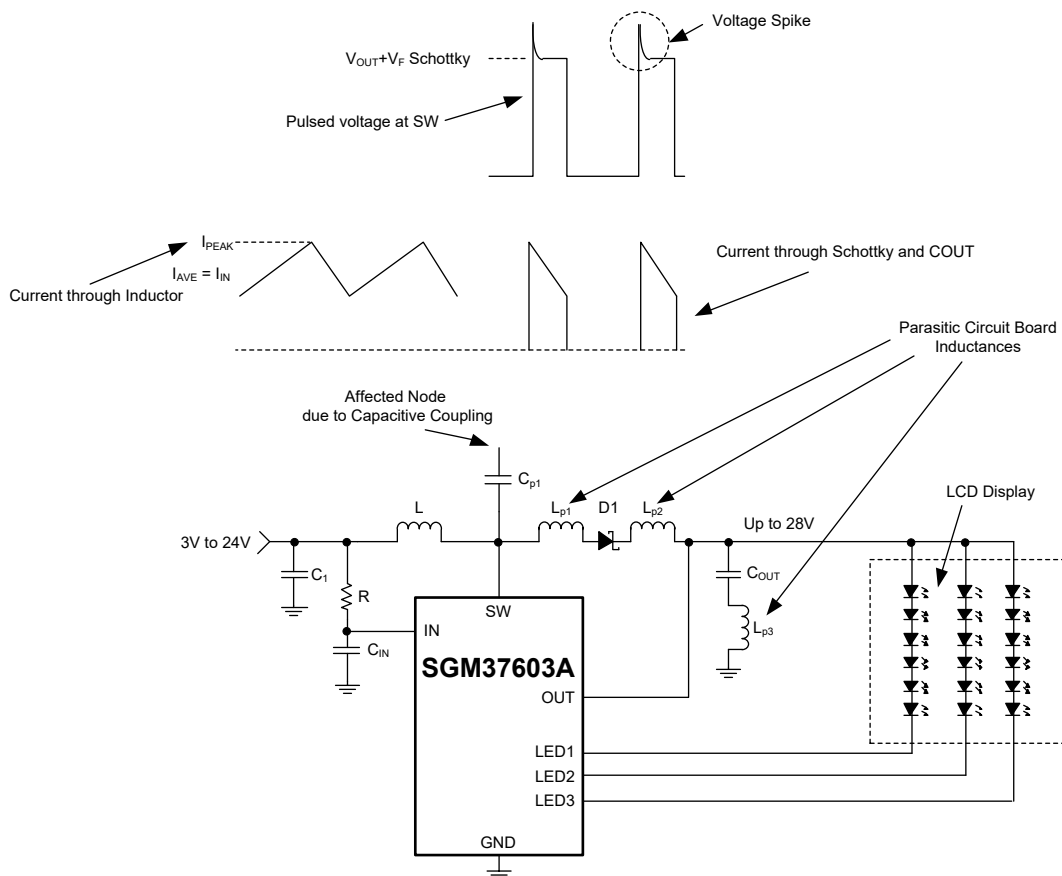 Voltage Spike
VOUT+VF Schottky
Pulsed voltage at SW
IPEAK
IAVE = IIN
Current through Inductor
Current through Schottky and COUT
Parasitic Circuit Board
Inductances
Affected Node
due to Capacitive Coupling
Cp1
L
Lp1
D1
Lp2
Up to 28V
LCD Display
3V to 24V
C1
R
COUT
SW
IN
Lp3
CIN
SGM37603A
OUT
LED1
LED2
LED3
GND